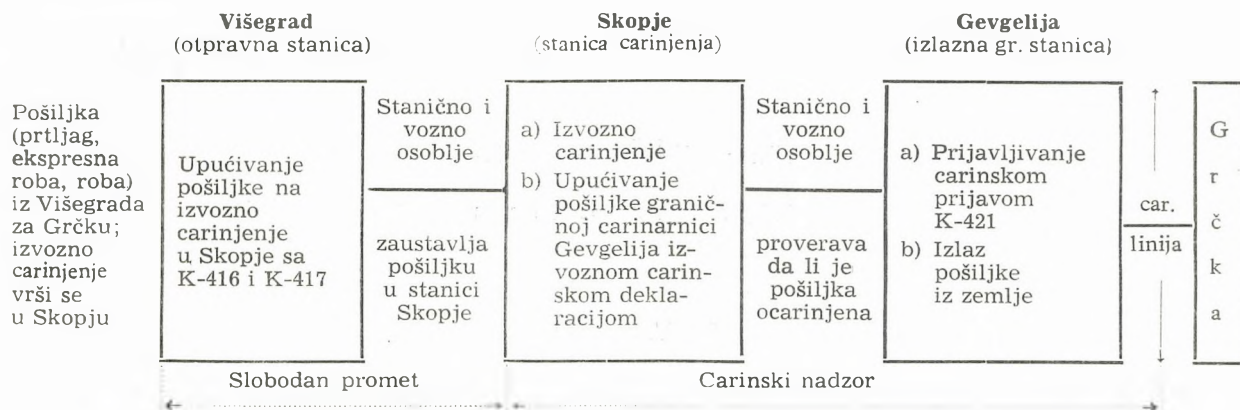 Višegrad
(otpravna stanica)
Skopje
(stanica carinjenja)
Gevgelija
(izlazna gr. stanica)
Pošiljka
(prtljag,
ekspresna
roba, roba)
iz Višegrada
za Grčku;
izvozno
carinjenje
vrši se
u Skopju
Upućivanje
pošiljke na
izvozno
carinjenje
u Skopje sa
K-416 i K-417
Stanično i
vozno
osoblje
zaustavlja
pošiljku
u stanici
Skopje
a) Izvozno
carinjenje
b) Upućivanje
pošiljke granič-
noj carinarnici
Gevgelija iz-
voznom carin-
skom dekla-
racijom
Stanično i
vozno
osoblje
proverava
da li je
pošiljka
ocarinjena
a) Prijavljivanje
carinskom
prijavom
K-421
b) Izlaz
pošiljke
iz zemlje
car.
linija
G
r
č
k
a
Slobodan promet
Carinski nadzor